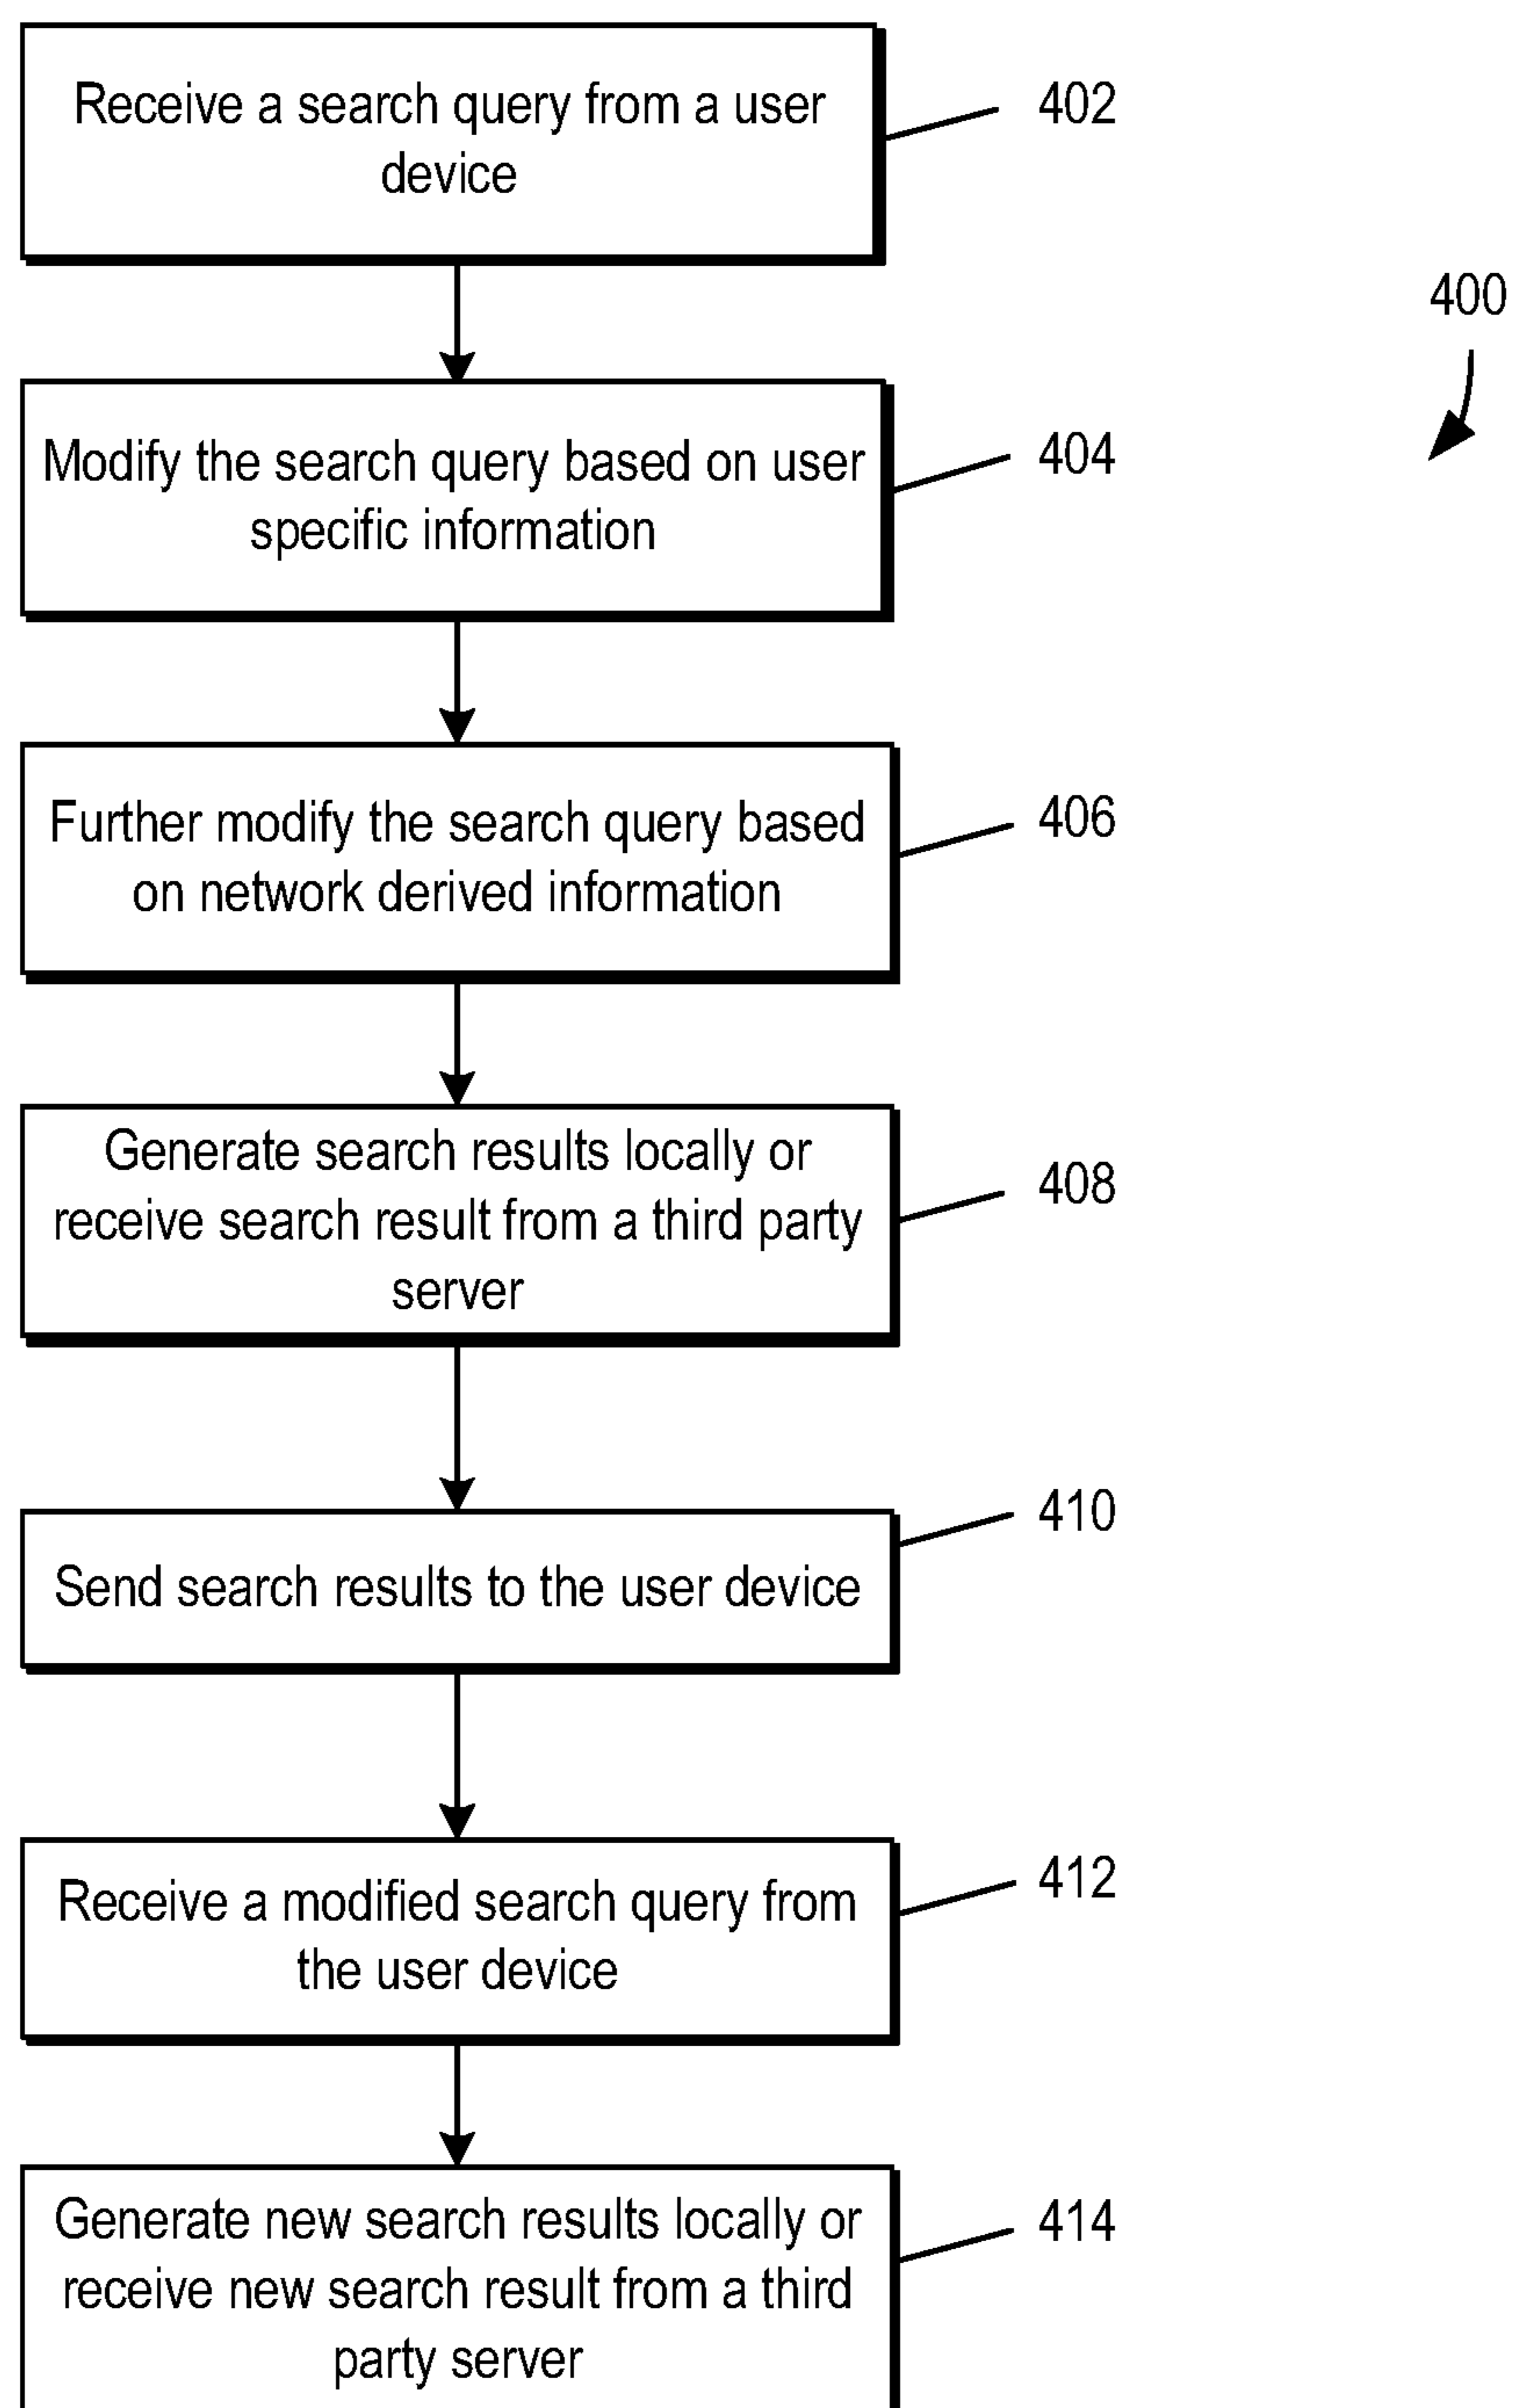 Receive a search query from a user
device
402
400
Modify the search query based on user
specific information
404
Further modify the search query based
on network derived information
406
Generate search results locally or
receive search result from a third party
server
408
Send search results to the user device
410
Receive a modified search query from
the user device
412
Generate new search results locally or
receive new search result from a third
party server
414